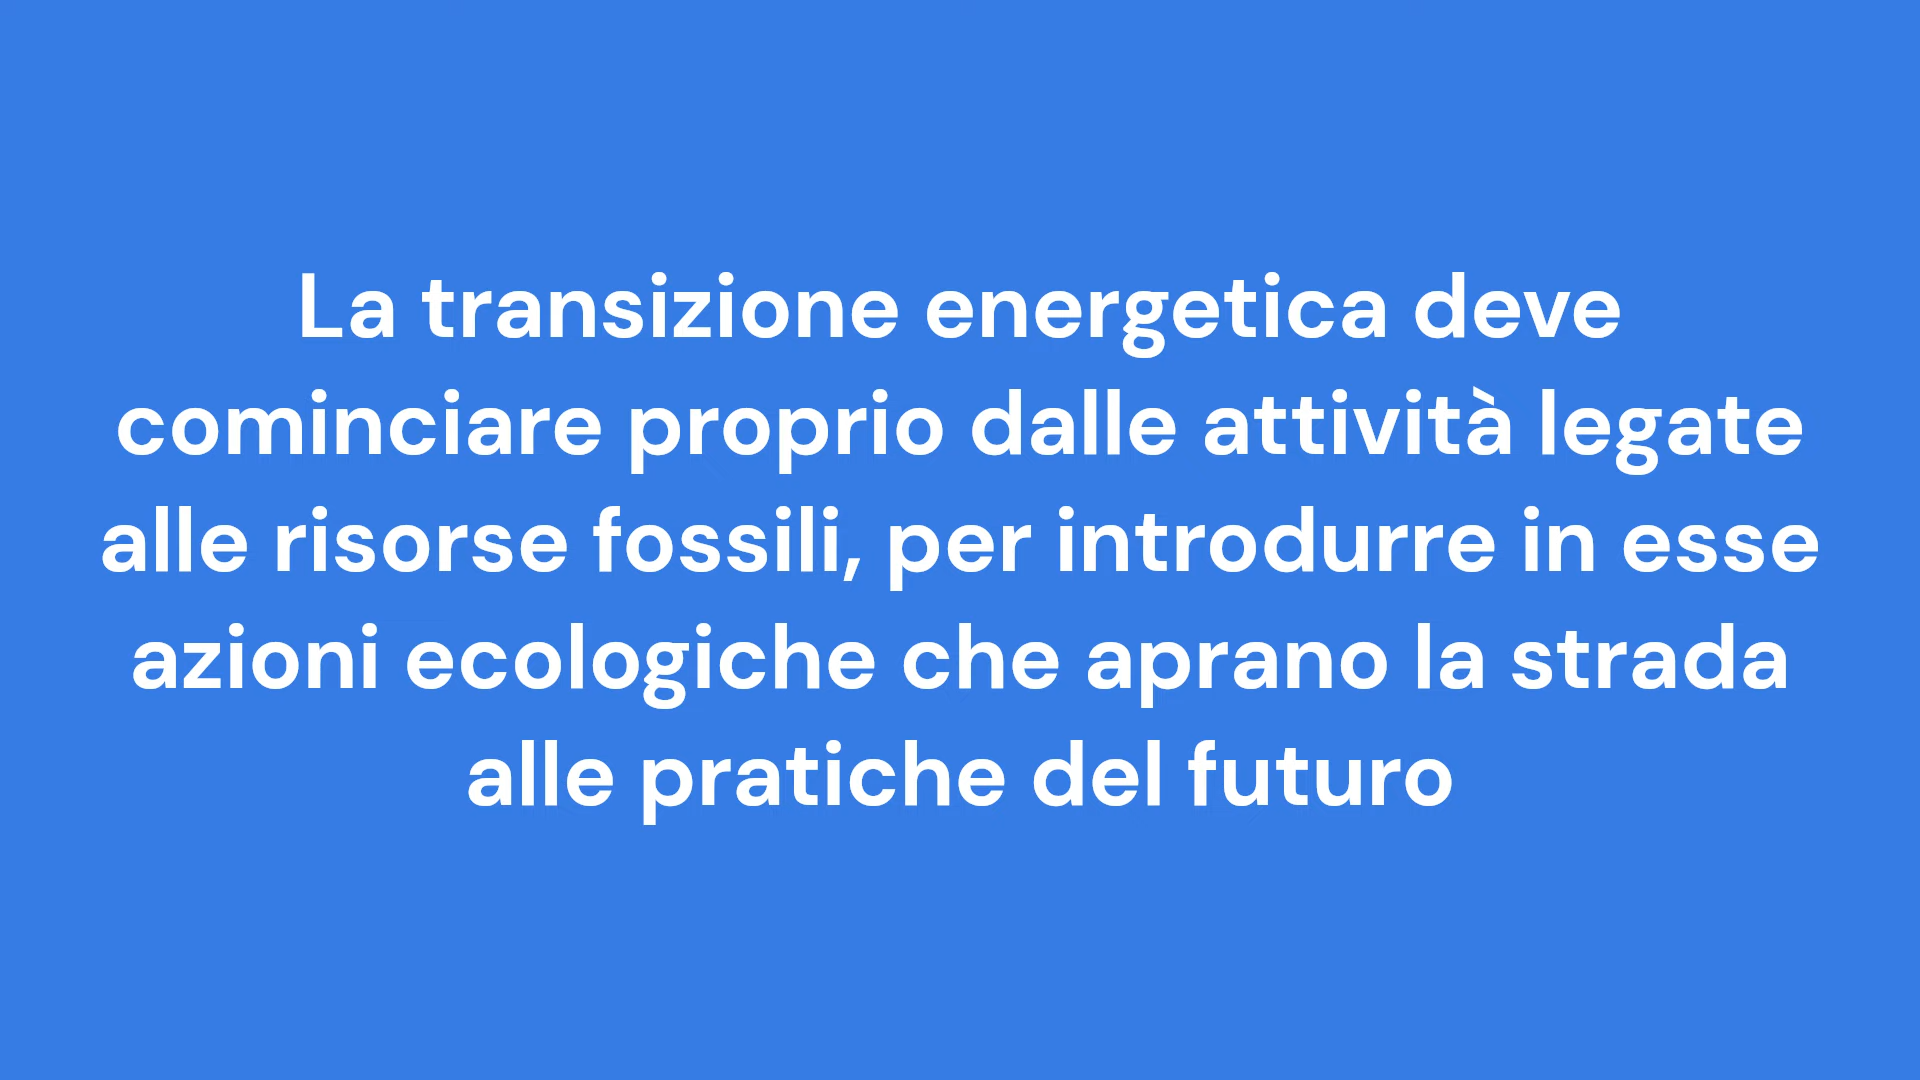 La transizione energetica deve
cominciare proprio dalle attività legate
alle risorse fossili, per introdurre in esse
azioni ecologiche che aprano la strada
alle pratiche del futuro